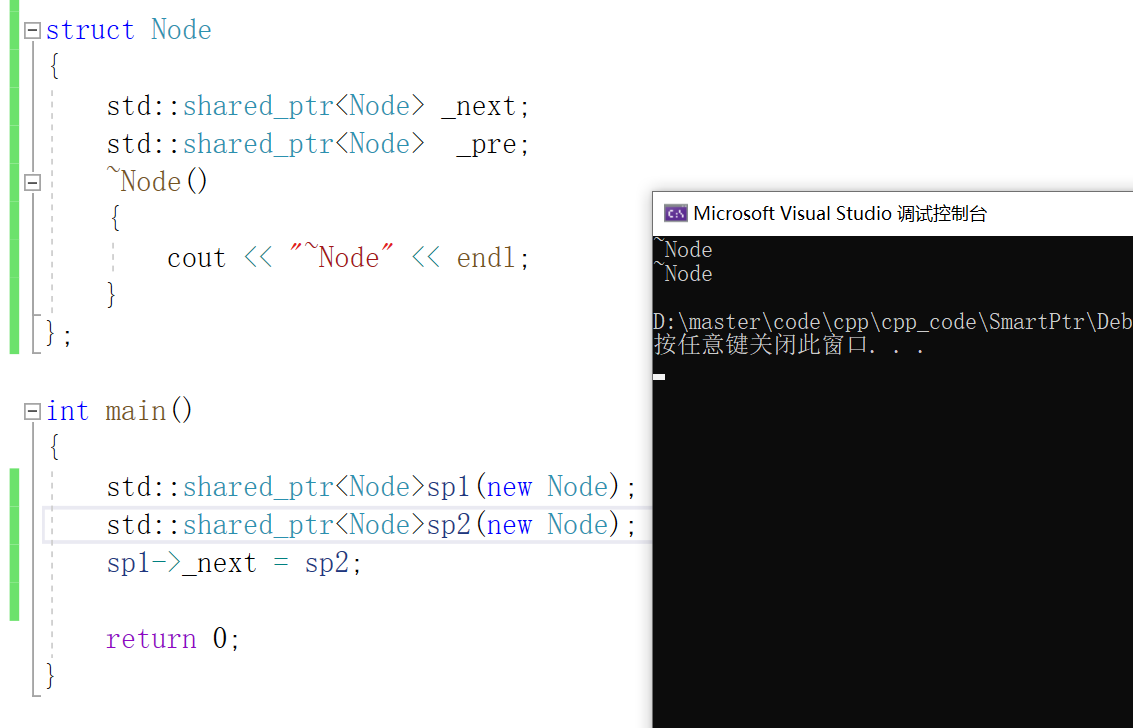 struct Node
{
    std::shared_ptr<Node> _next;
    std::shared_ptr<Node>  _pre;
    ~Node()
    {
        cout << "~Node" << endl;
    }
};
int main()
{
    std::shared_ptr<Node>sp1(new Node);
    std::shared_ptr<Node>sp2(new Node);
    sp1->_next = sp2;
    return 0;
}
Microsoft Visual Studio 调试控制台
~Node
~Node
D:\master\code\cpp\cpp_code\SmartPtr\Deb
按任意键关闭此窗口. . .